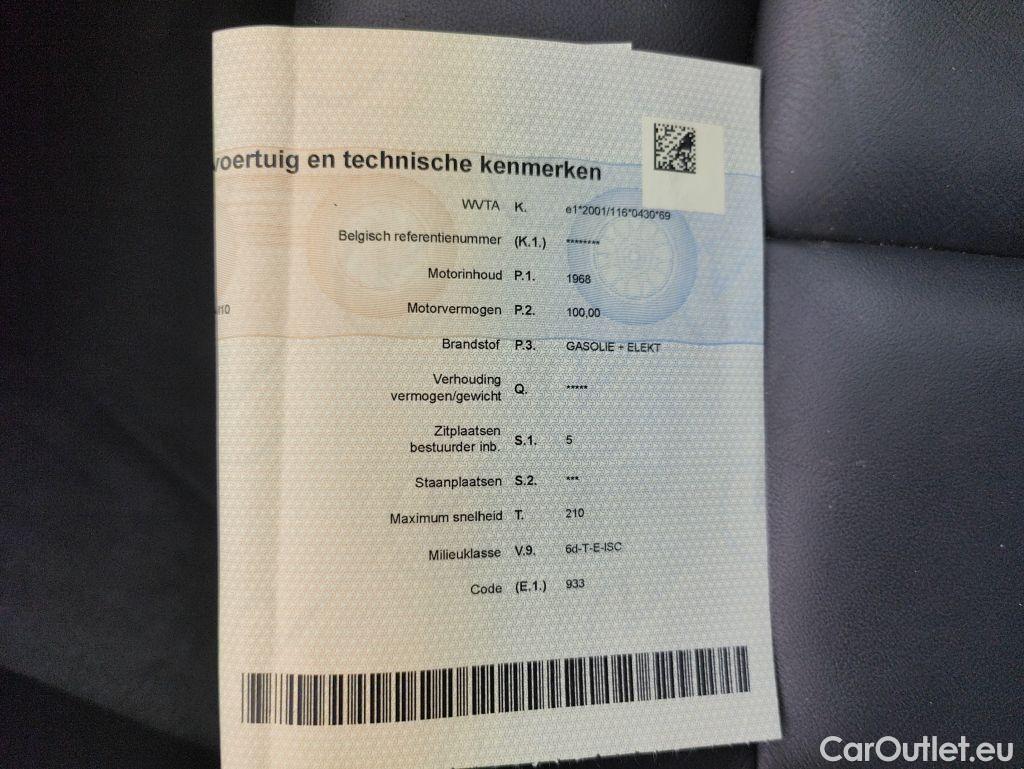 voertuig en technische kenmerken
WVTA K. e1*2001/116*0430*69
Belgisch referentienummer (K.1.) ********
Motorinhoud P.1. 1968
Motorvermogen P.2. 100,00
Brandstof P.3. GASOLIE + ELEKT
Verhouding
vermogen/gewicht Q. *****
Zitplaatsen
bestuurder inb. S.1. 5
Staanplaatsen S.2. ***
Maximum snelheid T. 210
Milieuklasse V.9. 6d-T-E-ISC
Code (E.1.) 933
CarOutlet.eu